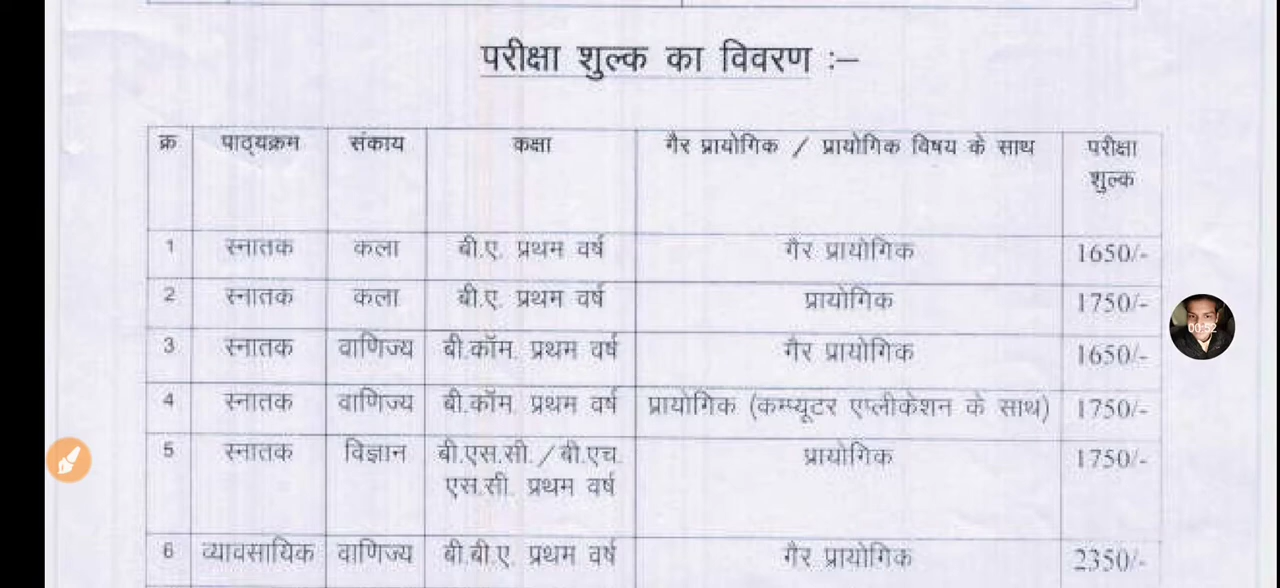 परीक्षा शुल्क का विवरण :–
क्र पाठ्यक्रम संकाय कक्षा गैर प्रायोगिक / प्रायोगिक विषय के साथ परीक्षा
शुल्क
1 स्नातक कला बी.ए. प्रथम वर्ष गैर प्रायोगिक 1650/-
2 स्नातक कला बी.ए. प्रथम वर्ष प्रायोगिक 1750/-
3 स्नातक वाणिज्य बी.कॉम. प्रथम वर्ष गैर प्रायोगिक 1650/-
4 स्नातक वाणिज्य बी.कॉम. प्रथम वर्ष प्रायोगिक (कम्प्यूटर एप्लीकेशन के साथ) 1750/-
5 स्नातक विज्ञान बी.एस.सी. / बी.एच. प्रायोगिक 1750/-
एस.सी. प्रथम वर्ष
6 व्यावसायिक वाणिज्य बी.बी.ए. प्रथम वर्ष गैर प्रायोगिक 2350/-
00:52